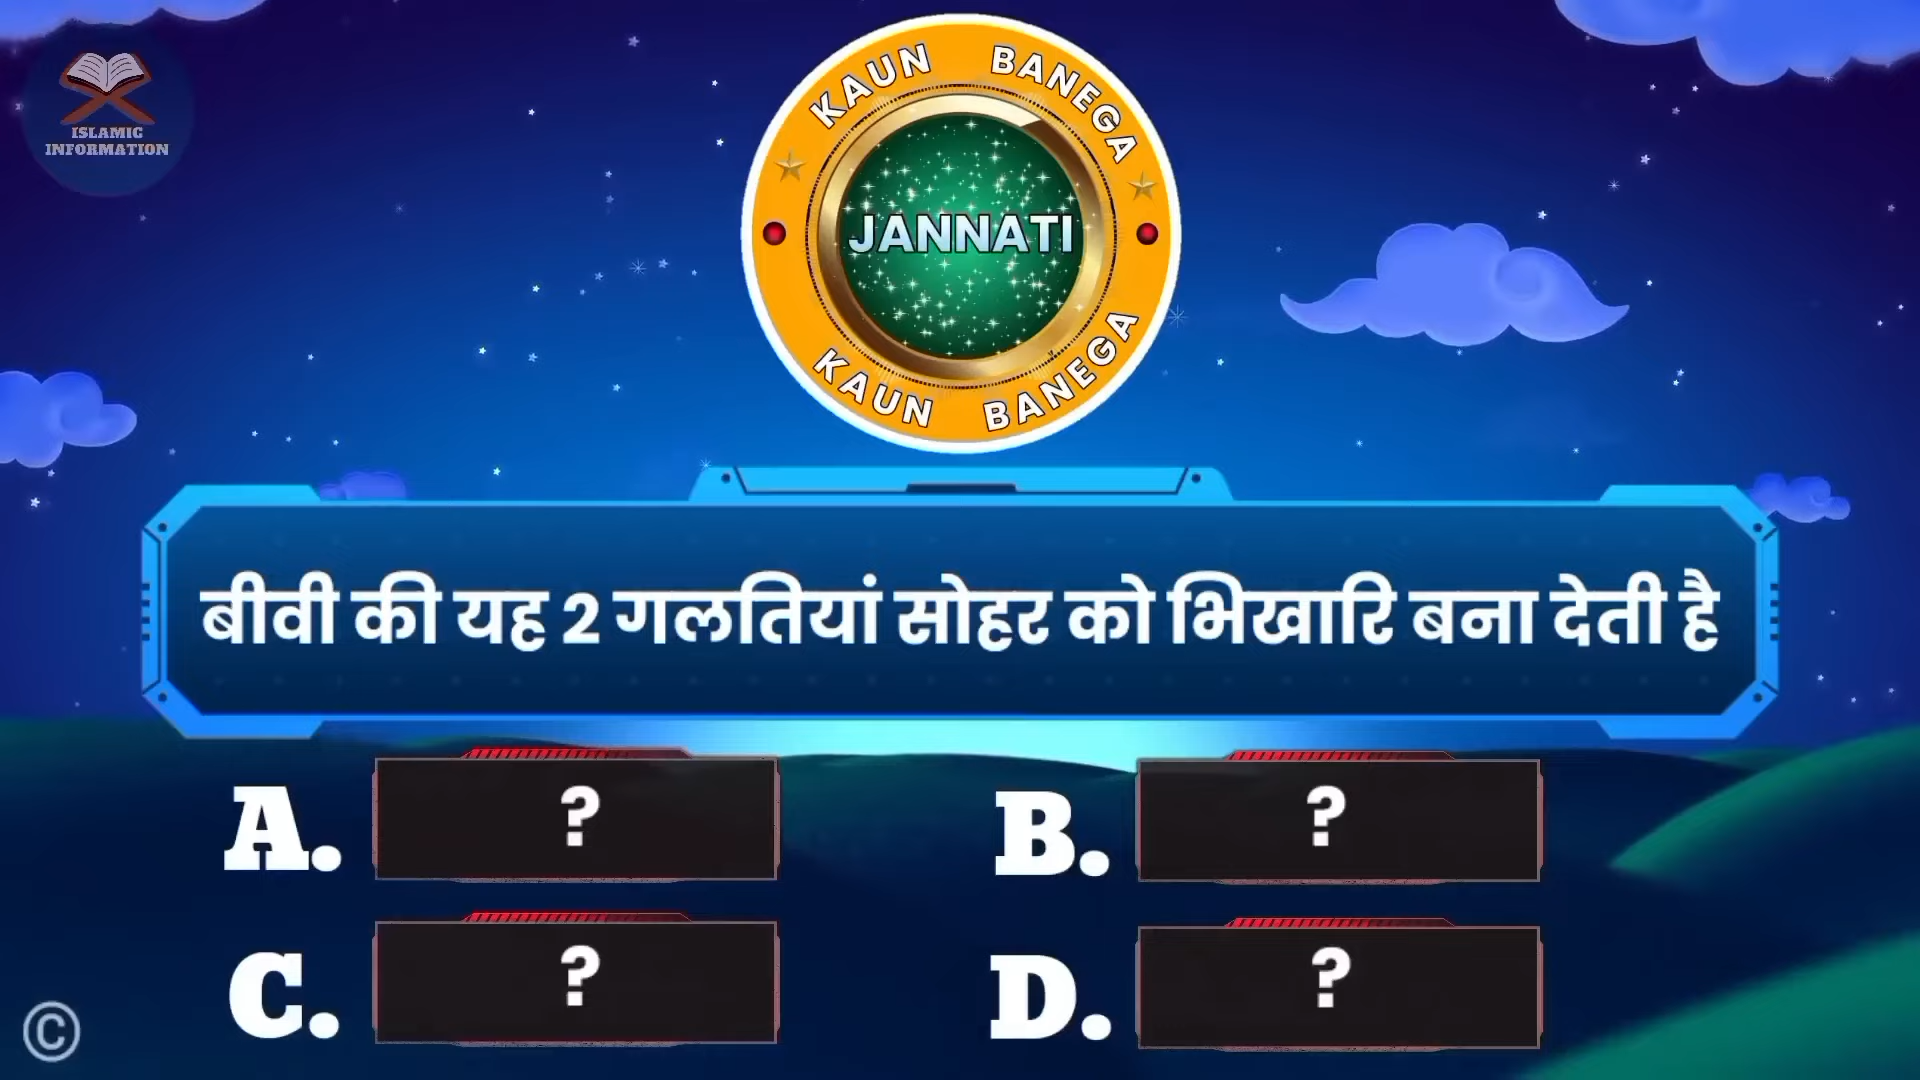 ISLAMIC
INFORMATION
KAUN BANEGA
JANNATI
KAUN BANEGA
बीवी की यह 2 गलतियां सोहर को भिखारि बना देती है
A. ?
B. ?
C. ?
D. ?
©